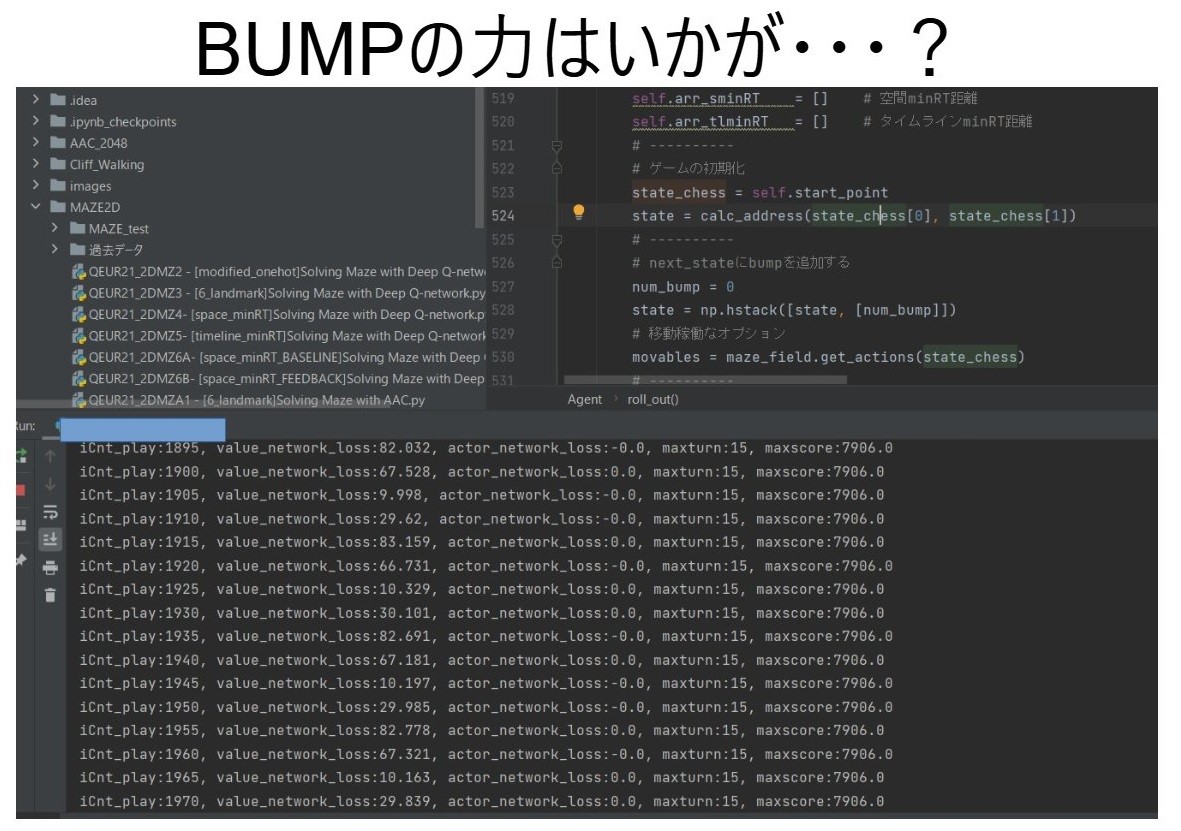 BUMPの力はいかが・・・？
.idea
.ipynb_checkpoints
AAC_2048
Cliff_Walking
images
MAZE2D
MAZE_test
過去データ
QEUR21_2DMZ2 - [modified_onehot]Solving Maze with Deep Q-netw
QEUR21_2DMZ3 - [6_landmark]Solving Maze with Deep Q-network.py
QEUR21_2DMZ4- [space_minRT]Solving Maze with Deep Q-network.p
QEUR21_2DMZ5- [timeline_minRT]Solving Maze with Deep Q-network
QEUR21_2DMZ6A- [space_minRT_BASELINE]Solving Maze with Deep
QEUR21_2DMZ6B- [space_minRT_FEEDBACK]Solving Maze with Deep
QEUR21_2DMZA1 - [6_landmark]Solving Maze with AAC.py
519 self.arr_sminRT = [] # 空間minRT距離
520 self.arr_tlminRT = [] # タイムラインminRT距離
521 # ----------
522 # ゲームの初期化
523 state_chess = self.start_point
524 state = calc_address(state_chess[0], state_chess[1])
525 # ----------
526 # next_stateにbumpを追加する
527 num_bump = 0
528 state = np.hstack([state, [num_bump]])
529 # 移動稼働なオプション
530 movables = maze_field.get_actions(state_chess)
531 # ----------
Agent › roll_out()
Run:
iCnt_play:1895, value_network_loss:82.032, actor_network_loss:-0.0, maxturn:15, maxscore:7906.0
iCnt_play:1900, value_network_loss:67.528, actor_network_loss:0.0, maxturn:15, maxscore:7906.0
iCnt_play:1905, value_network_loss:9.998, actor_network_loss:-0.0, maxturn:15, maxscore:7906.0
iCnt_play:1910, value_network_loss:29.62, actor_network_loss:-0.0, maxturn:15, maxscore:7906.0
iCnt_play:1915, value_network_loss:83.159, actor_network_loss:0.0, maxturn:15, maxscore:7906.0
iCnt_play:1920, value_network_loss:66.731, actor_network_loss:-0.0, maxturn:15, maxscore:7906.0
iCnt_play:1925, value_network_loss:10.329, actor_network_loss:0.0, maxturn:15, maxscore:7906.0
iCnt_play:1930, value_network_loss:30.101, actor_network_loss:0.0, maxturn:15, maxscore:7906.0
iCnt_play:1935, value_network_loss:82.691, actor_network_loss:-0.0, maxturn:15, maxscore:7906.0
iCnt_play:1940, value_network_loss:67.181, actor_network_loss:0.0, maxturn:15, maxscore:7906.0
iCnt_play:1945, value_network_loss:10.197, actor_network_loss:-0.0, maxturn:15, maxscore:7906.0
iCnt_play:1950, value_network_loss:29.985, actor_network_loss:-0.0, maxturn:15, maxscore:7906.0
iCnt_play:1955, value_network_loss:82.778, actor_network_loss:0.0, maxturn:15, maxscore:7906.0
iCnt_play:1960, value_network_loss:67.321, actor_network_loss:-0.0, maxturn:15, maxscore:7906.0
iCnt_play:1965, value_network_loss:10.163, actor_network_loss:0.0, maxturn:15, maxscore:7906.0
iCnt_play:1970, value_network_loss:29.839, actor_network_loss:0.0, maxturn:15, maxscore:7906.0